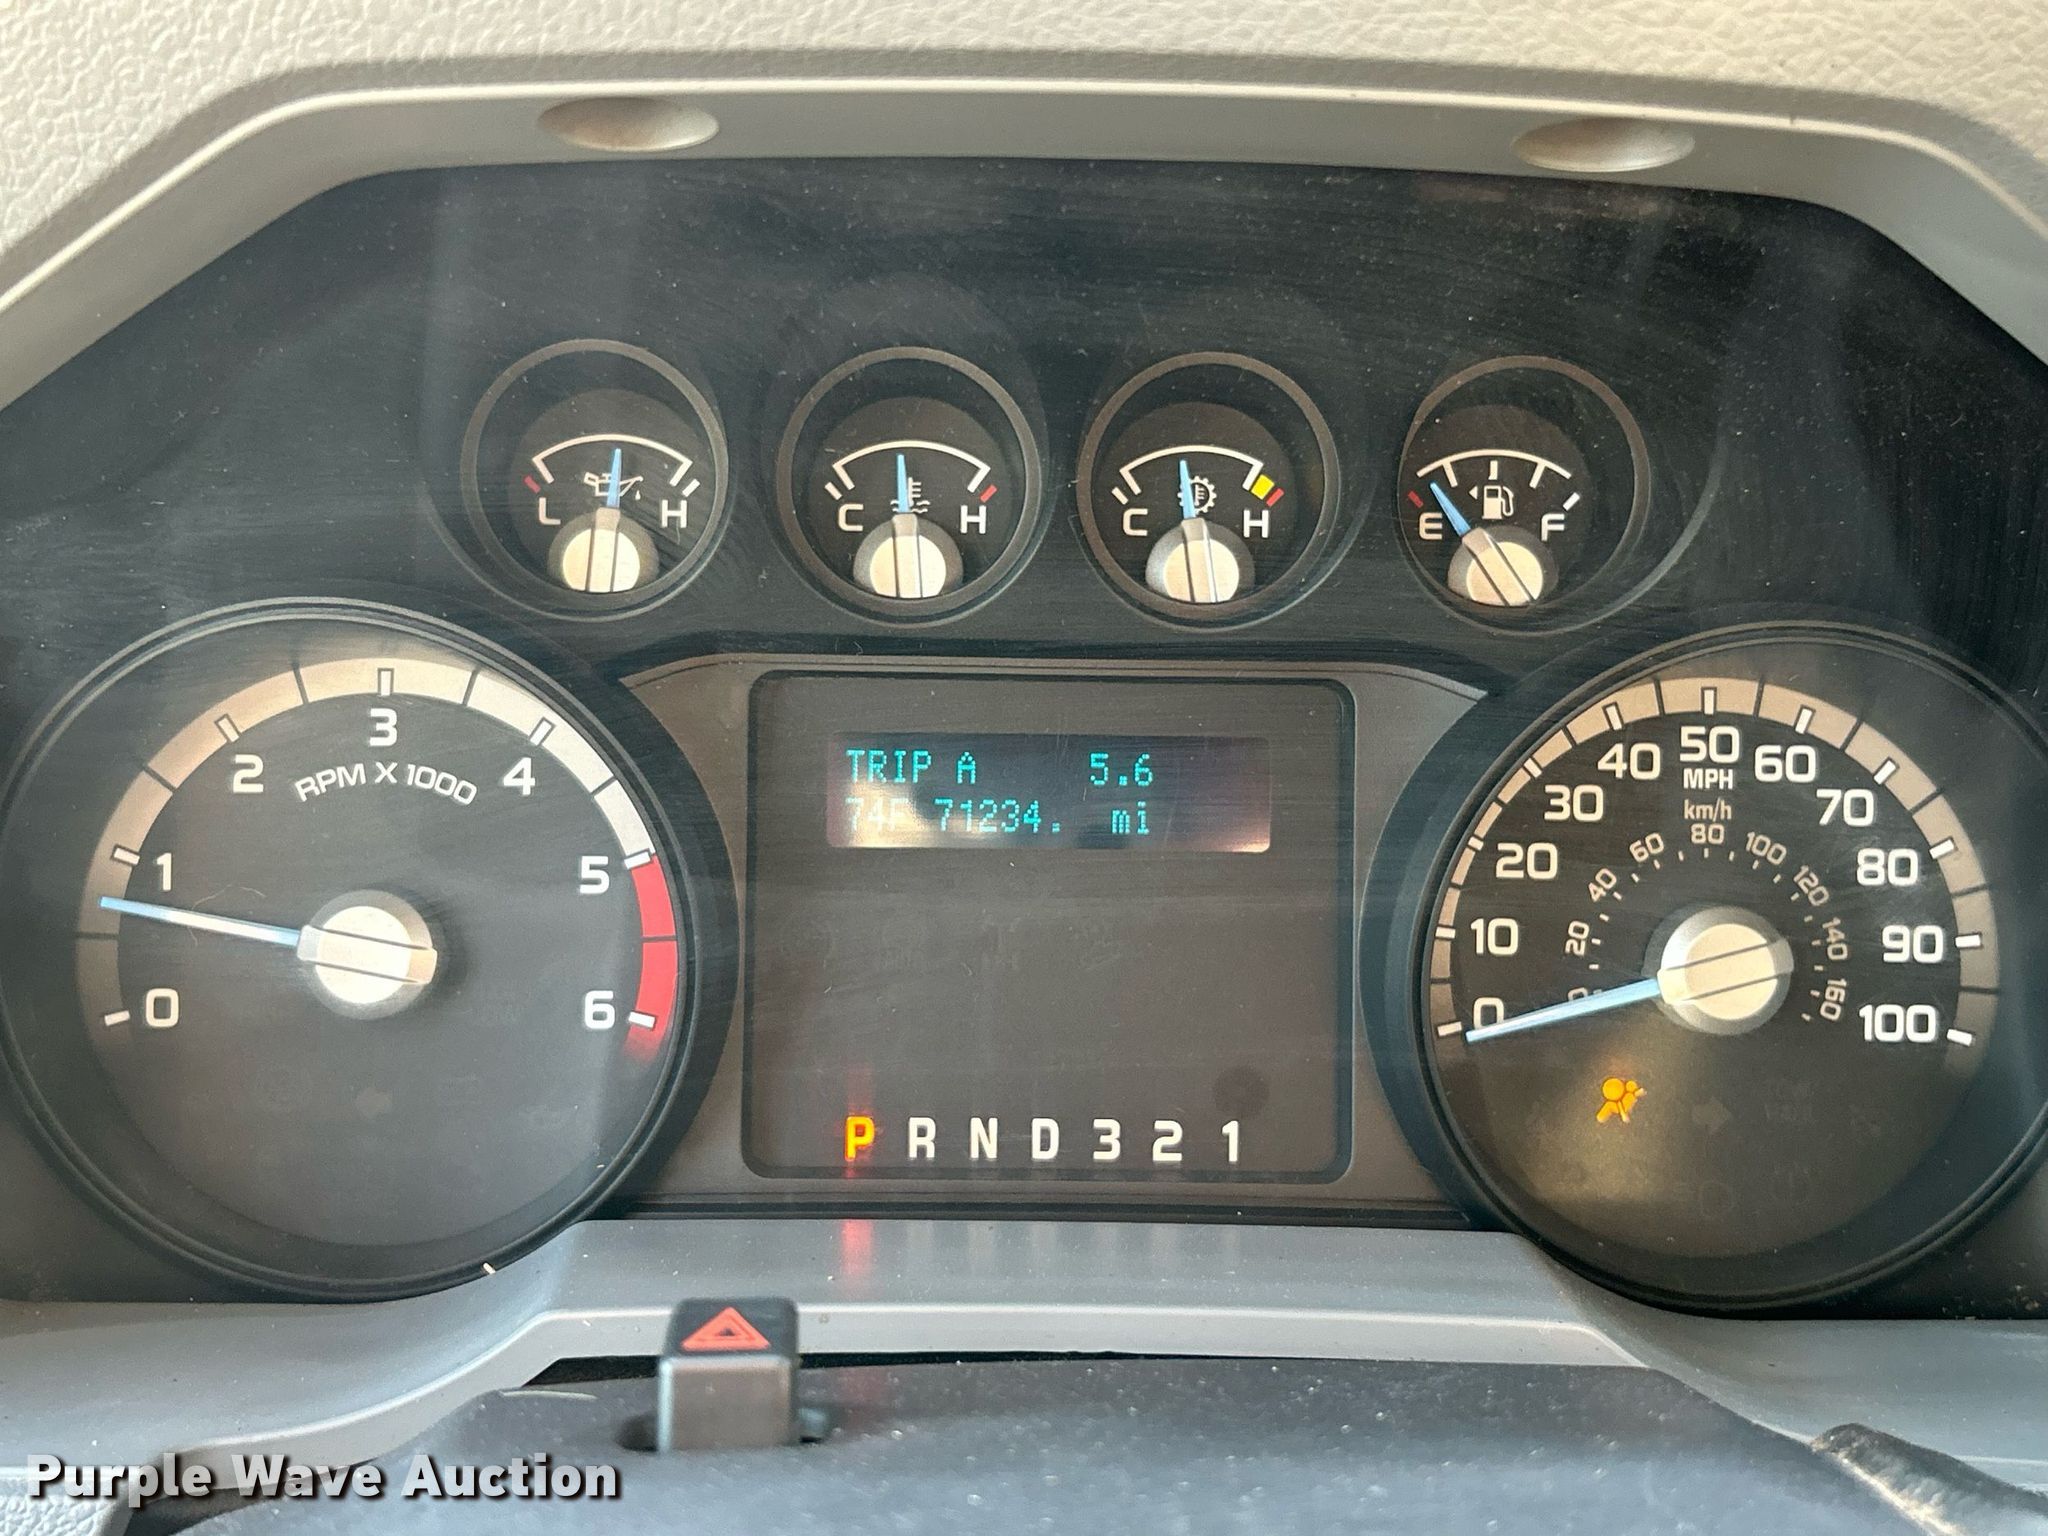 L H
C H
C H
E F
0 1 2 3 4 5 6
RPM X 1000
TRIP A 5.6
74F 71234. mi
P R N D 3 2 1
0 10 20 30 40 50 60 70 80 90 100
MPH
km/h
0 20 40 60 80 100 120 140 160
Purple Wave Auction